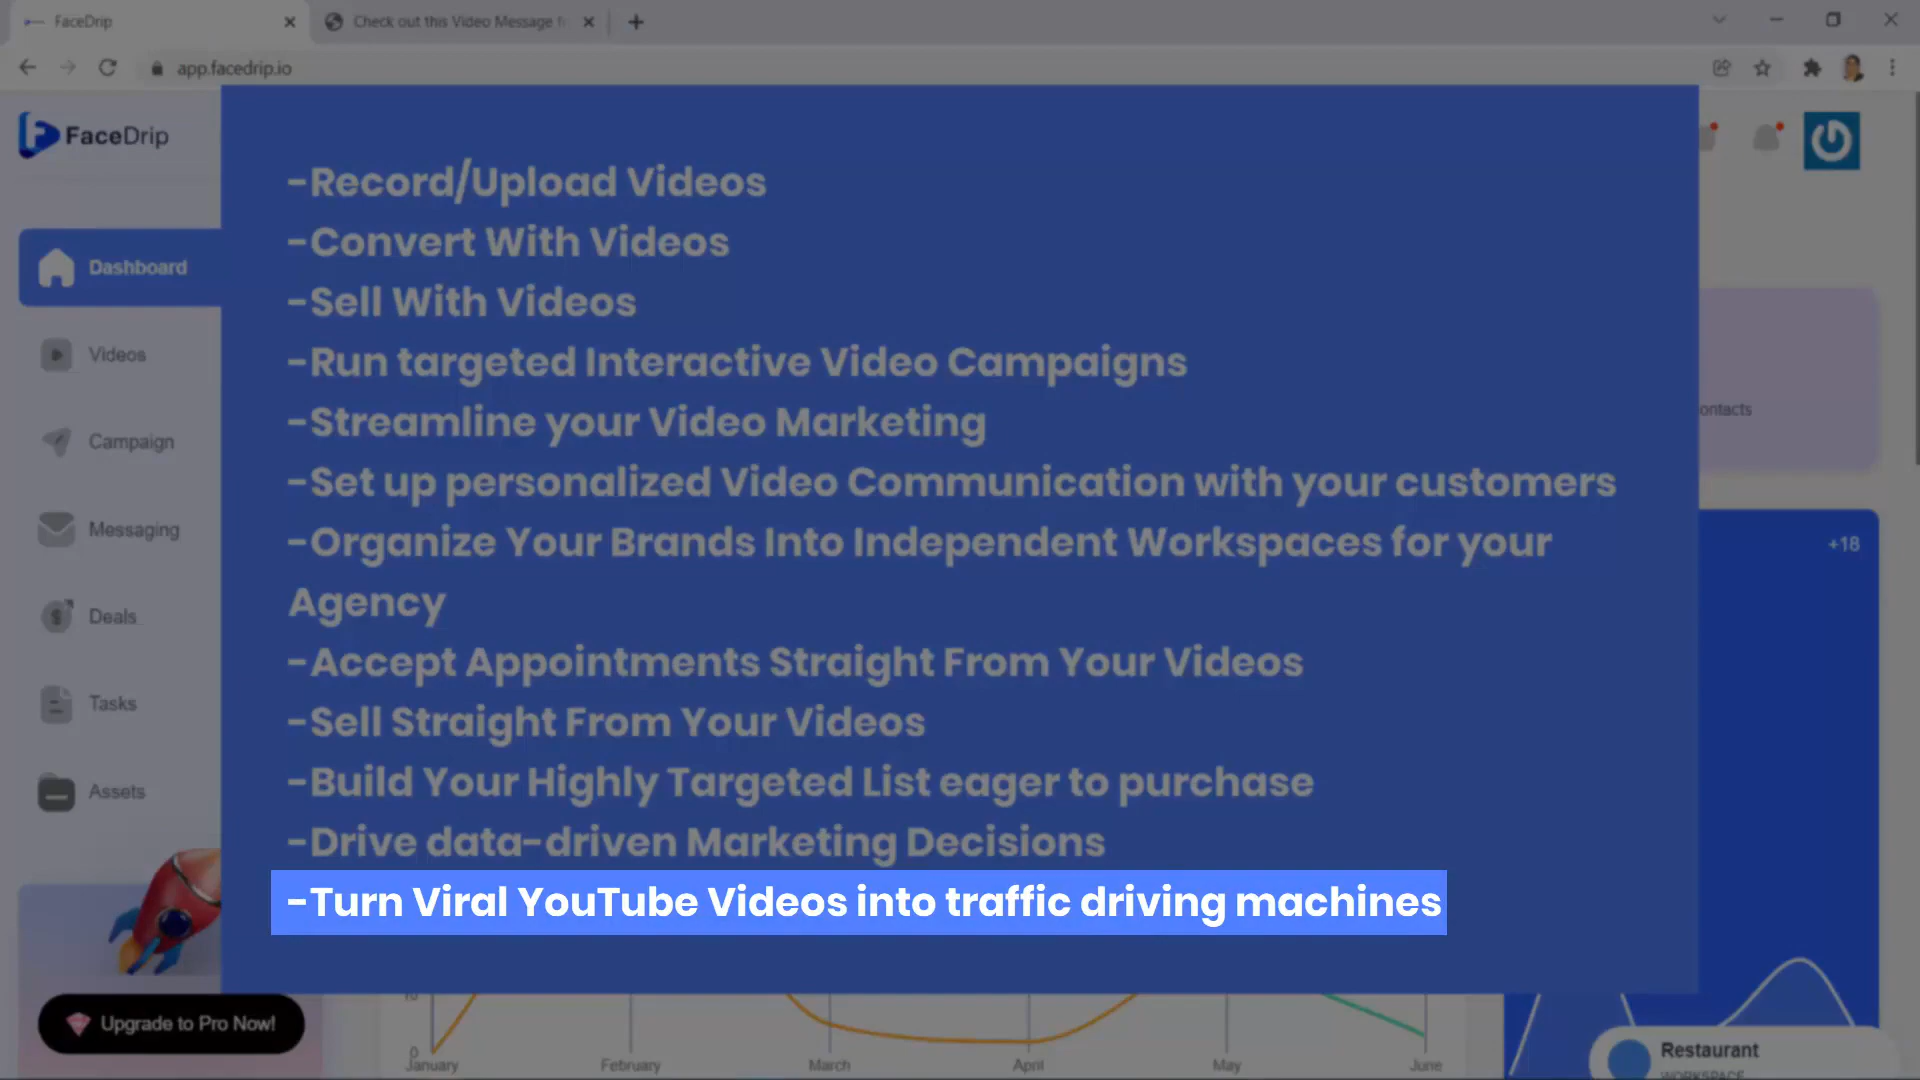 FaceDrip
Check out this Video Message
app.facedrip.io
FaceDrip
Dashboard
Videos
Campaign
Messaging
Deals
Tasks
Assets
Upgrade to Pro Now!
-Record/Upload Videos
-Convert With Videos
-Sell With Videos
-Run targeted Interactive Video Campaigns
-Streamline your Video Marketing
-Set up personalized Video Communication with your customers
-Organize Your Brands Into Independent Workspaces for your
Agency
-Accept Appointments Straight From Your Videos
-Sell Straight From Your Videos
-Build Your Highly Targeted List eager to purchase
-Drive data-driven Marketing Decisions
-Turn Viral YouTube Videos into traffic driving machines
ontacts
+18
10
0
January February March April May June
Restaurant
WORKSPACE